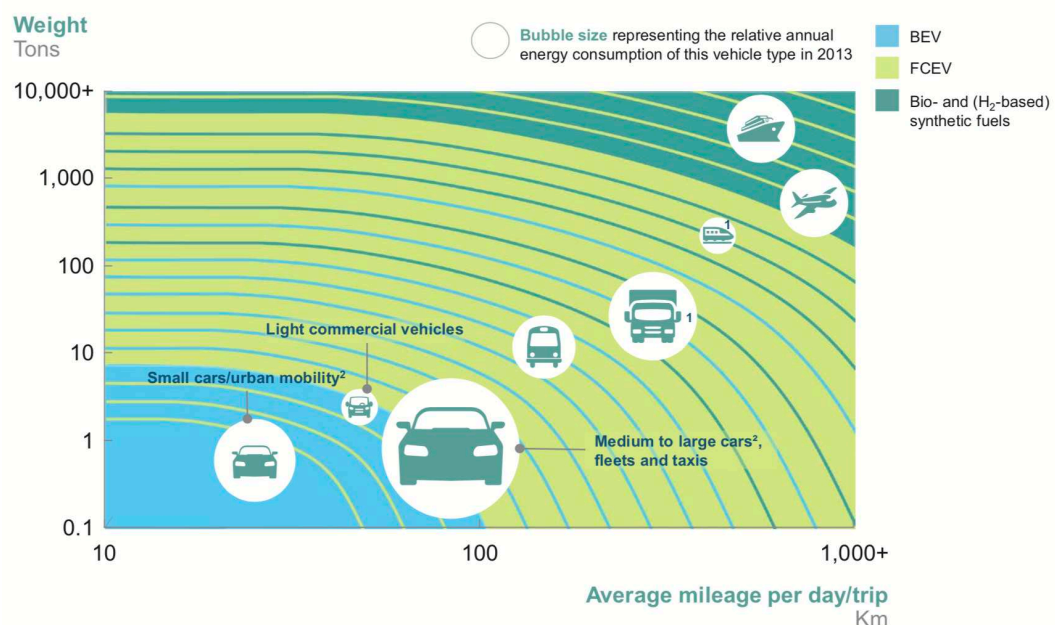 Weight
Tons
Bubble size representing the relative annual
energy consumption of this vehicle type in 2013
BEV
FCEV
Bio- and (H₂-based)
synthetic fuels
10,000+
1,000
100
10
1
0.1
1
1
Light commercial vehicles
Small cars/urban mobility²
Medium to large cars²,
fleets and taxis
10
100
1,000+
Average mileage per day/trip
Km